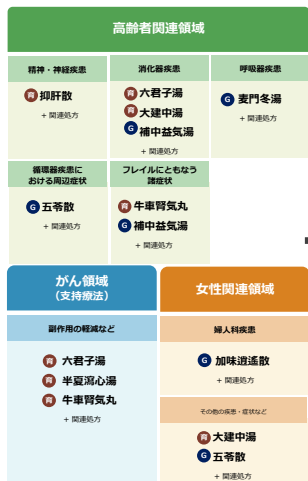 高齢者関連領域
精神・神経疾患
育 抑肝散
+ 関連処方
消化器疾患
育 六君子湯
育 大建中湯
G 補中益気湯
+ 関連処方
呼吸器疾患
G 麦門冬湯
+ 関連処方
循環器疾患に
おける周辺症状
G 五苓散
+ 関連処方
フレイルにともなう
諸症状
育 牛車腎気丸
G 補中益気湯
+ 関連処方
がん領域
(支持療法)
副作用の軽減など
育 六君子湯
育 半夏瀉心湯
育 牛車腎気丸
+ 関連処方
女性関連領域
婦人科疾患
G 加味逍遙散
+ 関連処方
その他の疾患・症状など
育 大建中湯
G 五苓散
+ 関連処方